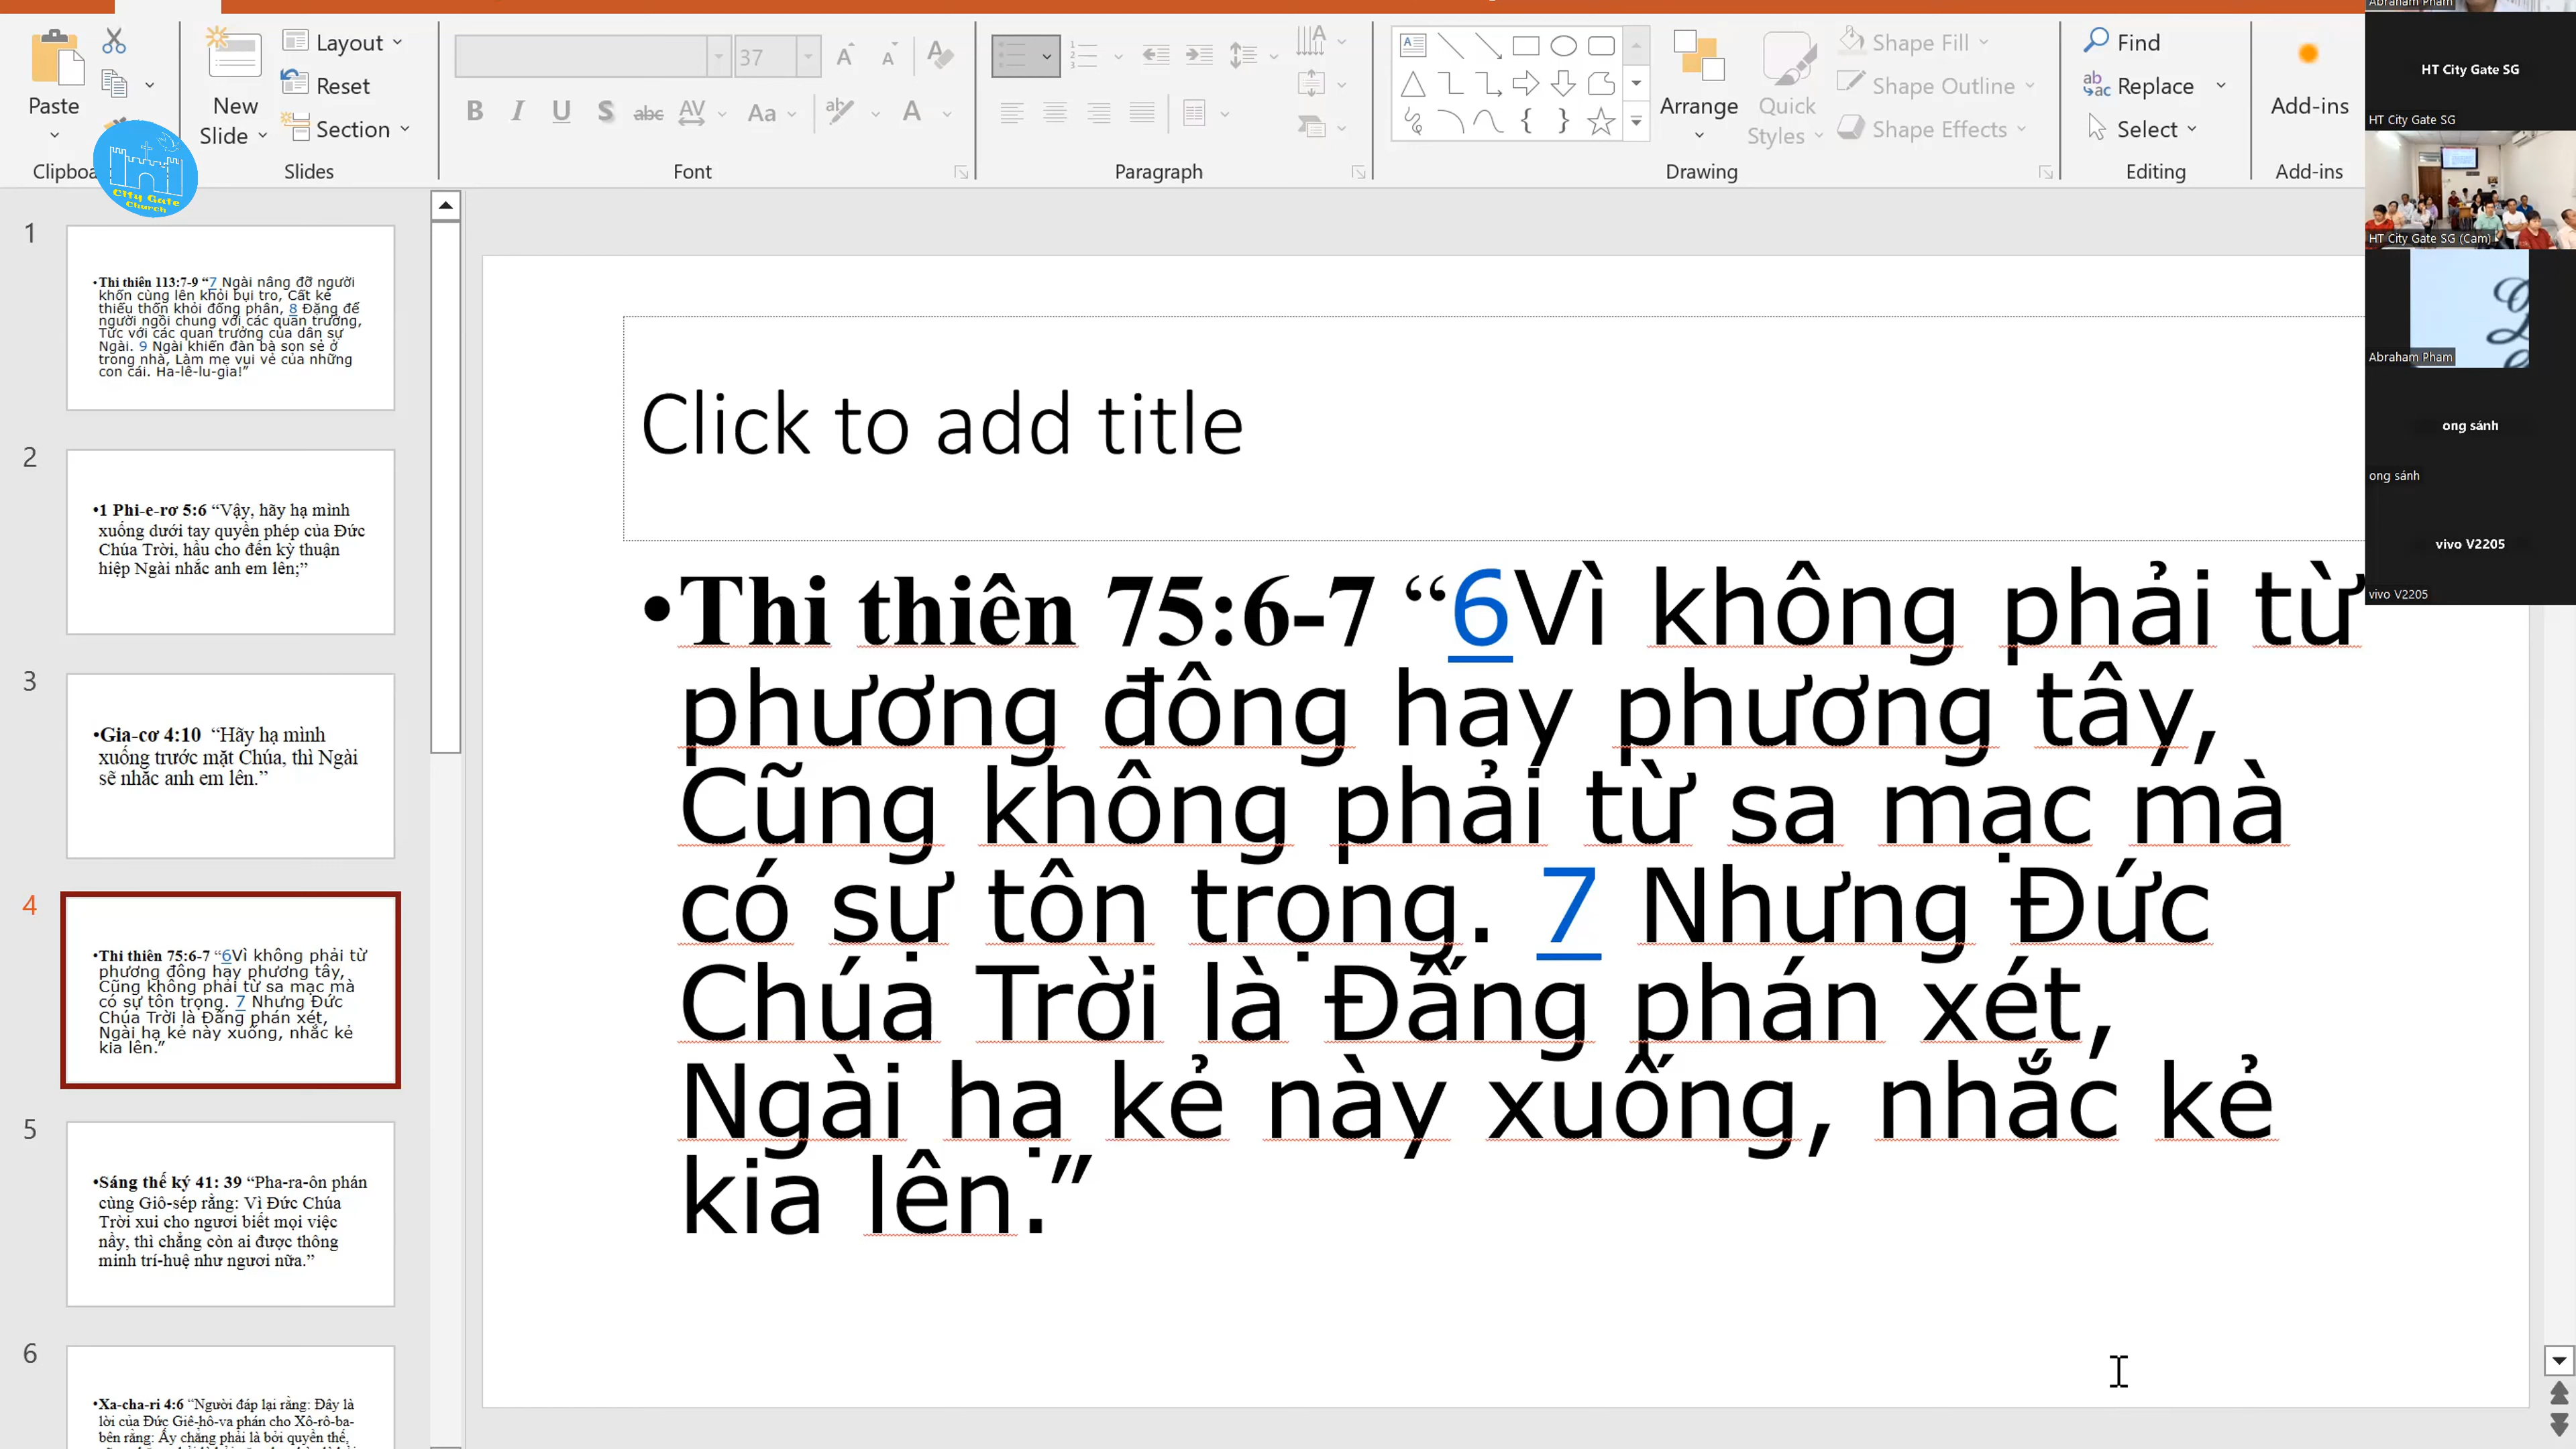 Paste
Clipboa
New
Slide
Layout
Reset
Section
Slides
37
B I U S abc AV Aa A
Font
Paragraph
Arrange
Quick
Styles
Shape Fill
Shape Outline
Shape Effects
Drawing
Find
Replace
Select
Editing
Add-ins
Add-ins
City Gate
Church
1
•Thi thiên 113:7-9 “7 Ngài nâng đỡ người
khốn cùng lên khỏi bụi tro, Cất kẻ
thiếu thốn khỏi đống phân, 8 Đặng để
người ngồi chung với các quan trưởng,
Tức với các quan trưởng của dân sự
Ngài. 9 Ngài khiến đàn bà son sẻ ở
trong nhà, Làm mẹ vui vẻ của những
con cái. Ha-lê-lu-gia!”
2
•1 Phi-e-rơ 5:6 “Vậy, hãy hạ mình
xuống dưới tay quyền phép của Đức
Chúa Trời, hầu cho đến kỳ thuận
hiệp Ngài nhắc anh em lên;”
3
•Gia-cơ 4:10 “Hãy hạ mình
xuống trước mặt Chúa, thì Ngài
sẽ nhắc anh em lên.”
4
•Thi thiên 75:6-7 “6Vì không phải từ
phương đông hay phương tây,
Cũng không phải từ sa mạc mà
có sự tôn trọng. 7 Nhưng Đức
Chúa Trời là Đấng phán xét,
Ngài hạ kẻ này xuống, nhắc kẻ
kia lên.”
5
•Sáng thế ký 41: 39 “Pha-ra-ôn phán
cùng Giô-sép rằng: Vì Đức Chúa
Trời xui cho ngươi biết mọi việc
nầy, thì chẳng còn ai được thông
minh trí-huệ như ngươi nữa.”
6
•Xa-cha-ri 4:6 “Người đáp lại rằng: Đây là
lời của Đức Giê-hô-va phán cho Xô-rô-ba-
bên rằng: Ấy chẳng phải là bởi quyền thế,
Click to add title
•Thi thiên 75:6-7 “6Vì không phải từ
phương đông hay phương tây,
Cũng không phải từ sa mạc mà
có sự tôn trọng. 7 Nhưng Đức
Chúa Trời là Đấng phán xét,
Ngài hạ kẻ này xuống, nhắc kẻ
kia lên.”
Abraham Pham
HT City Gate SG
HT City Gate SG
HT City Gate SG (Cam)
Abraham Pham
ong sánh
ong sánh
vivo V2205
vivo V2205